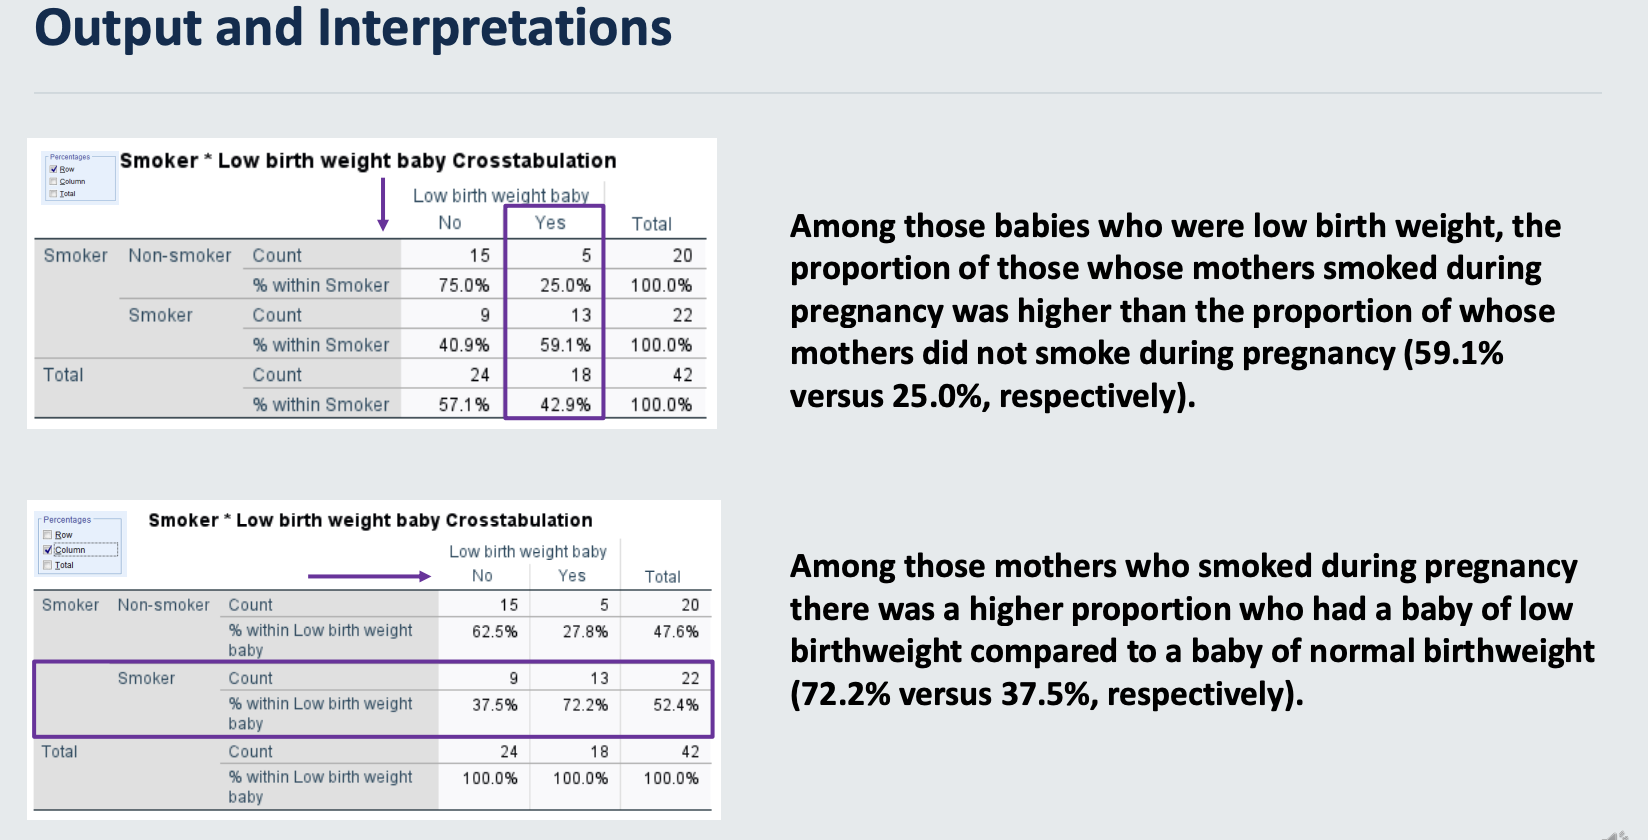 Output and Interpretations
Percentages
Row
Column
Total
Smoker * Low birth weight baby Crosstabulation
Low birth weight baby
No Yes Total
Smoker Non-smoker Count 15 5 20
% within Smoker 75.0% 25.0% 100.0%
Smoker Count 9 13 22
% within Smoker 40.9% 59.1% 100.0%
Total Count 24 18 42
% within Smoker 57.1% 42.9% 100.0%
Among those babies who were low birth weight, the
proportion of those whose mothers smoked during
pregnancy was higher than the proportion of whose
mothers did not smoke during pregnancy (59.1%
versus 25.0%, respectively).
Percentages
Row
Column
Total
Smoker * Low birth weight baby Crosstabulation
Low birth weight baby
No Yes Total
Smoker Non-smoker Count 15 5 20
% within Low birth weight 62.5% 27.8% 47.6%
baby
Smoker Count 9 13 22
% within Low birth weight 37.5% 72.2% 52.4%
baby
Total Count 24 18 42
% within Low birth weight 100.0% 100.0% 100.0%
baby
Among those mothers who smoked during pregnancy
there was a higher proportion who had a baby of low
birthweight compared to a baby of normal birthweight
(72.2% versus 37.5%, respectively).